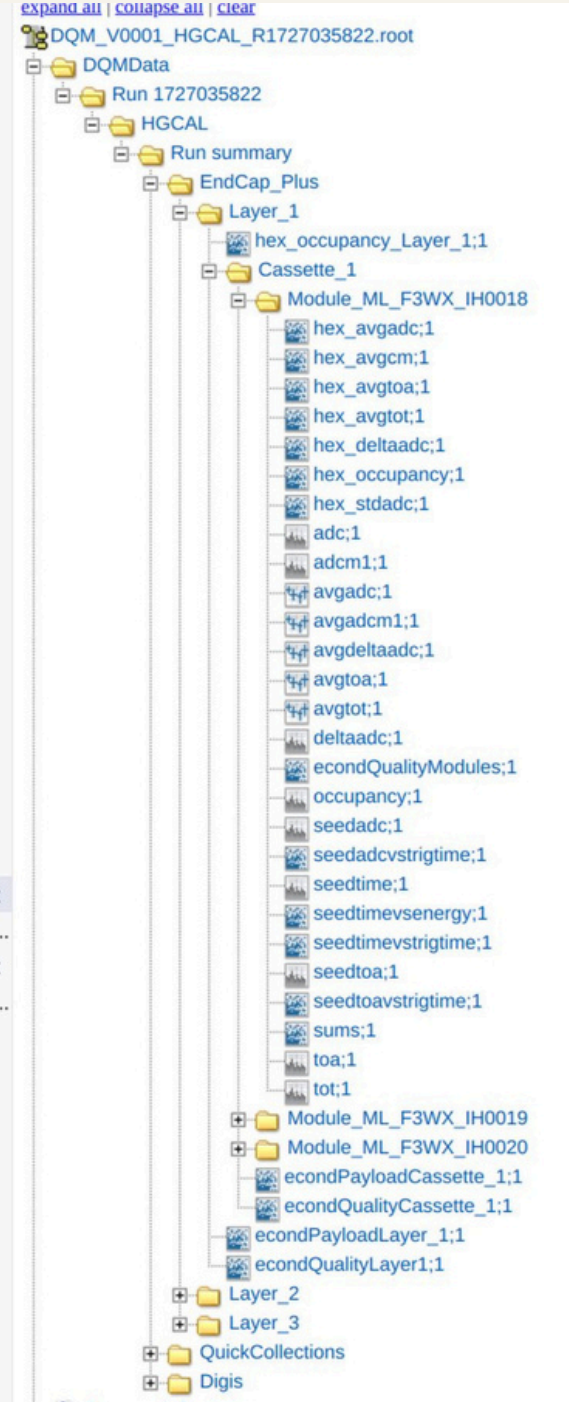 expand all | collapse all | clear
DQM_V0001_HGCAL_R1727035822.root
DQMData
Run 1727035822
HGCAL
Run summary
EndCap_Plus
Layer_1
hex_occupancy_Layer_1;1
Cassette_1
Module_ML_F3WX_IH0018
hex_avgadc;1
hex_avgcm;1
hex_avgtoa;1
hex_avgtot;1
hex_deltaadc;1
hex_occupancy;1
hex_stdadc;1
adc;1
adcm1;1
avgadc;1
avgadcm1;1
avgdeltaadc;1
avgtoa;1
avgtot;1
deltaadc;1
econdQualityModules;1
occupancy;1
seedadc;1
seedadcvstrigtime;1
seedtime;1
seedtimevsenergy;1
seedtimevstrigtime;1
seedtoa;1
seedtoavstrigtime;1
sums;1
toa;1
tot;1
Module_ML_F3WX_IH0019
Module_ML_F3WX_IH0020
econdPayloadCassette_1;1
econdQualityCassette_1;1
econdPayloadLayer_1;1
econdQualityLayer1;1
Layer_2
Layer_3
QuickCollections
Digis